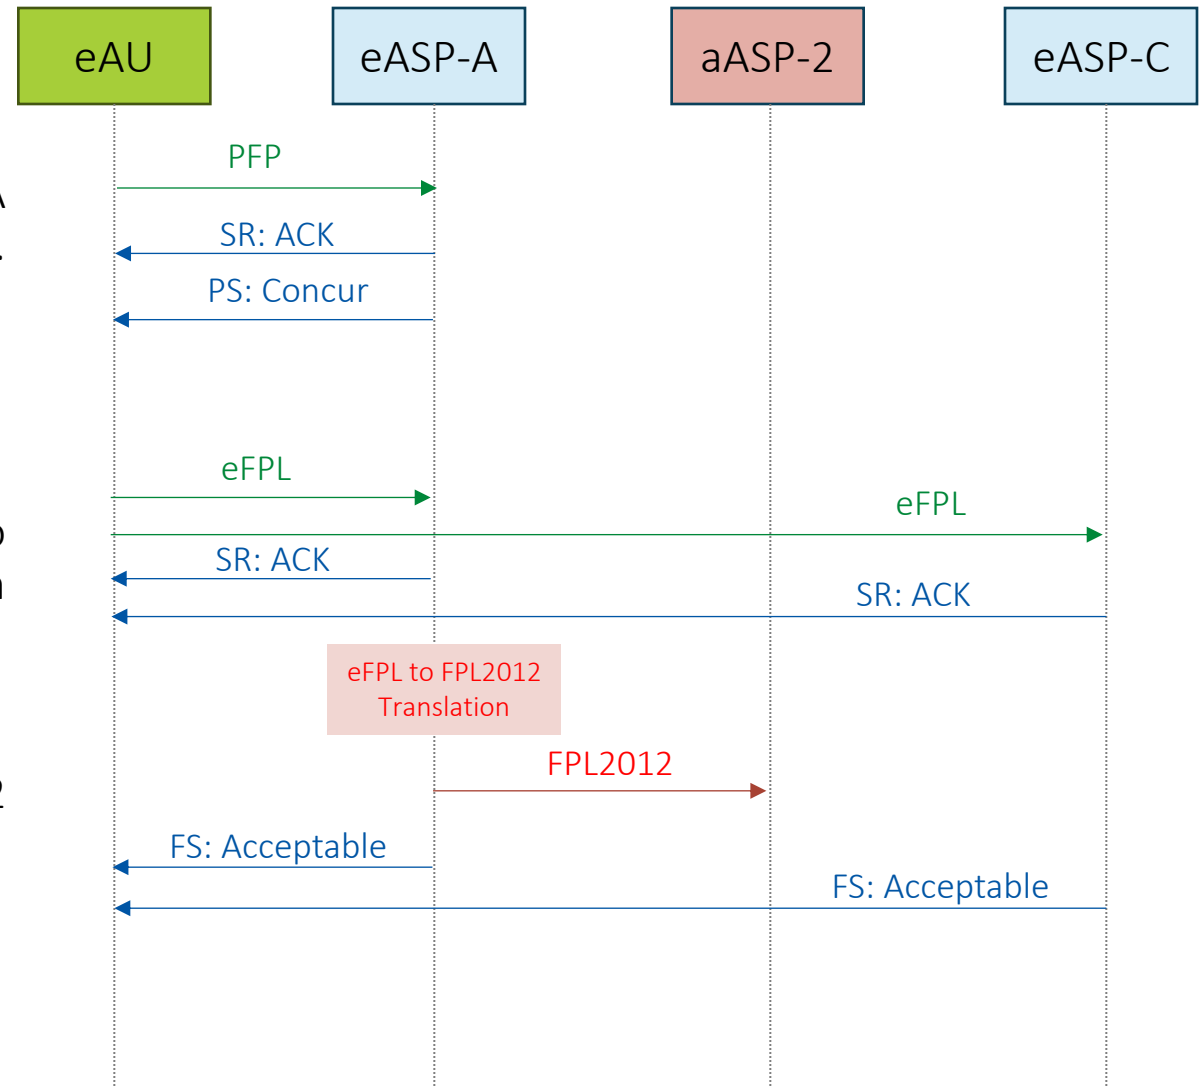 eAU
eASP-A
aASP-2
eASP-C
PFP
A
SR: ACK
.
PS: Concur
eFPL
eFPL
SR: ACK
SR: ACK
eFPL to FPL2012
Translation
FPL2012
2
FS: Acceptable
FS: Acceptable